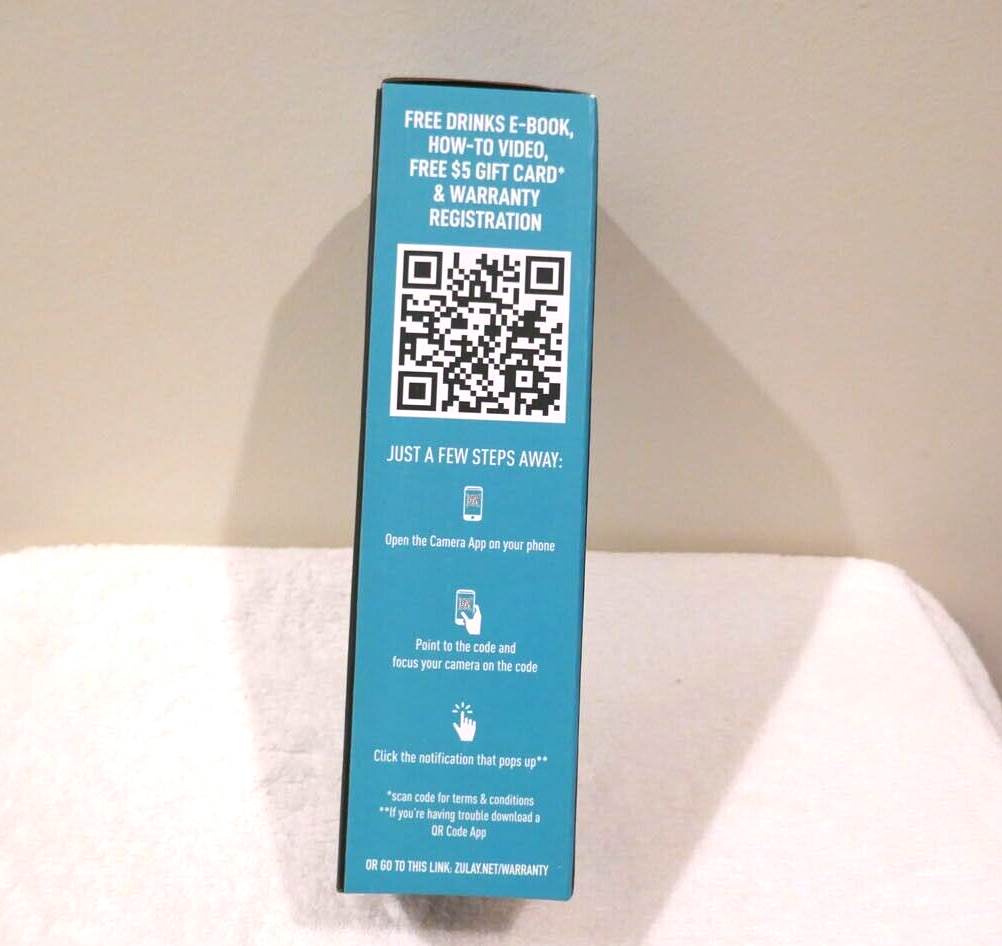 FREE DRINKS E-BOOK,
HOW-TO VIDEO,
FREE $5 GIFT CARD*
& WARRANTY
REGISTRATION
JUST A FEW STEPS AWAY:
Open the Camera App on your phone
Point to the code and
focus your camera on the code
Click the notification that pops up**
*scan code for terms & conditions
**If you're having trouble download a
QR Code App
OR GO TO THIS LINK: ZULAY.NET/WARRANTY